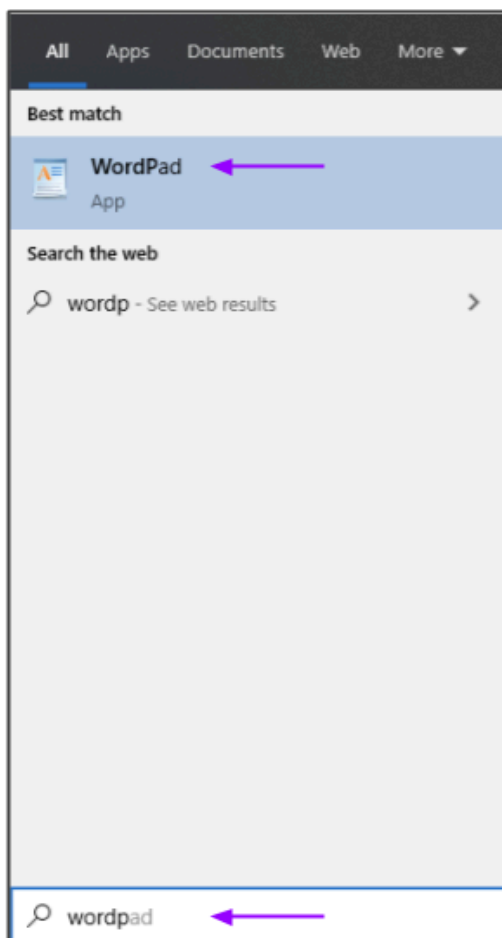 All Apps Documents Web More
Best match
WordPad
App
Search the web
wordp - See web results
wordpad